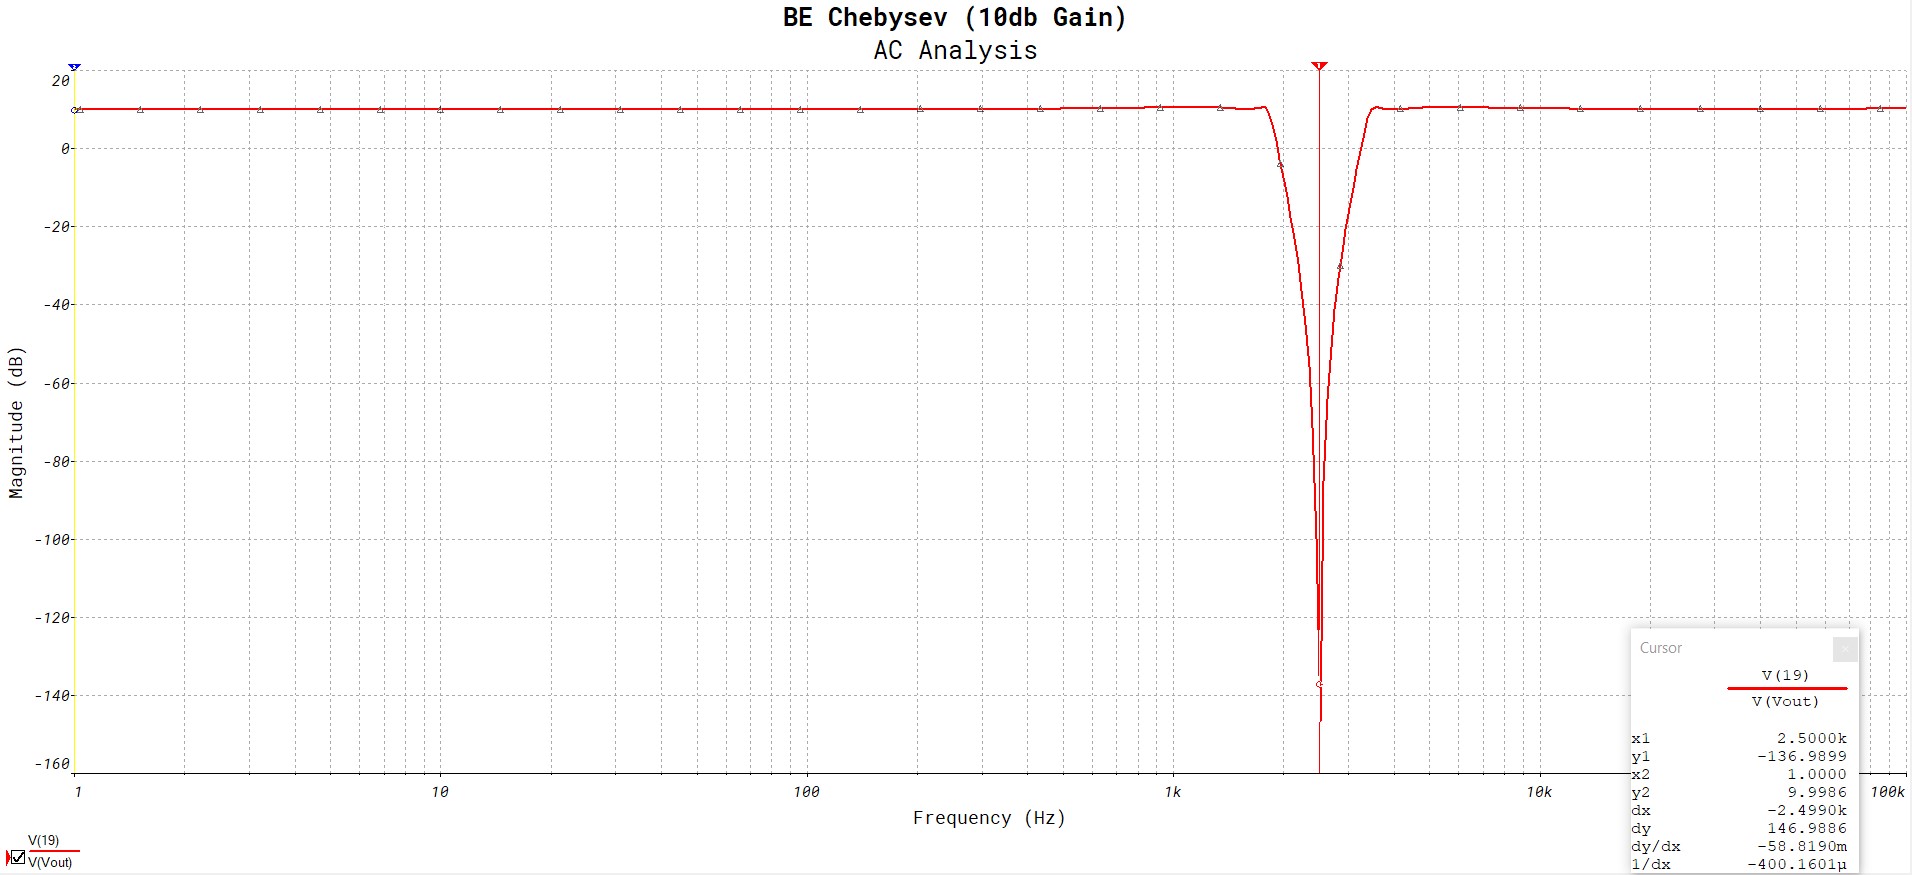 BE Chebysev (10db Gain)
AC Analysis
20
0
-20
-40
-60
-80
-100
-120
-140
-160
Magnitude (dB)
1 10 100 1k 10k 100k
Frequency (Hz)
V(19)
V(Vout)
Cursor
V(19)
V(Vout)
x1 2.5000k
y1 -136.9899
x2 1.0000
y2 9.9986
dx -2.4990k
dy 146.9886
dy/dx -58.8190m
1/dx -400.1601µ